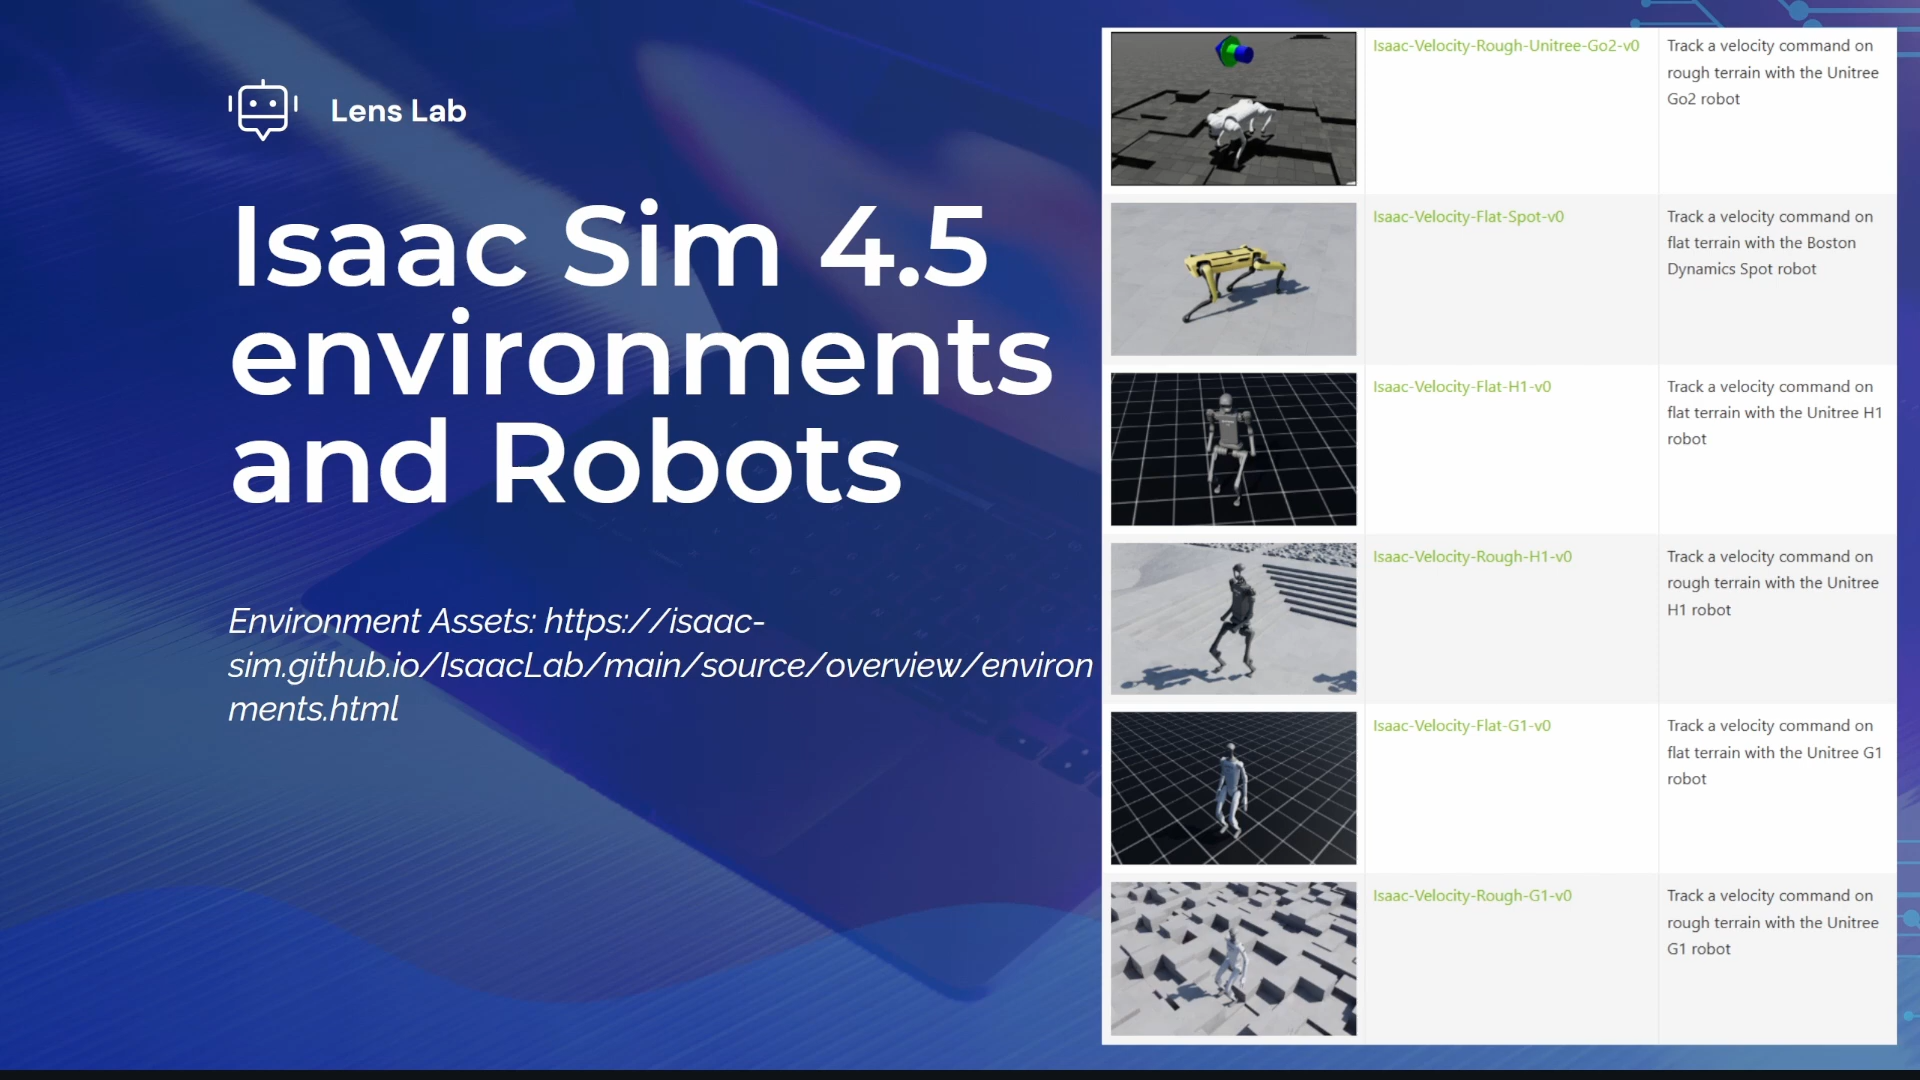 Lens Lab
Isaac Sim 4.5
environments
and Robots
Environment Assets: https://isaac-
sim.github.io/IsaacLab/main/source/overview/environ
ments.html
Isaac-Velocity-Rough-Unitree-Go2-v0
Track a velocity command on
rough terrain with the Unitree
Go2 robot
Isaac-Velocity-Flat-Spot-v0
Track a velocity command on
flat terrain with the Boston
Dynamics Spot robot
Isaac-Velocity-Flat-H1-v0
Track a velocity command on
flat terrain with the Unitree H1
robot
Isaac-Velocity-Rough-H1-v0
Track a velocity command on
rough terrain with the Unitree
H1 robot
Isaac-Velocity-Flat-G1-v0
Track a velocity command on
flat terrain with the Unitree G1
robot
Isaac-Velocity-Rough-G1-v0
Track a velocity command on
rough terrain with the Unitree
G1 robot